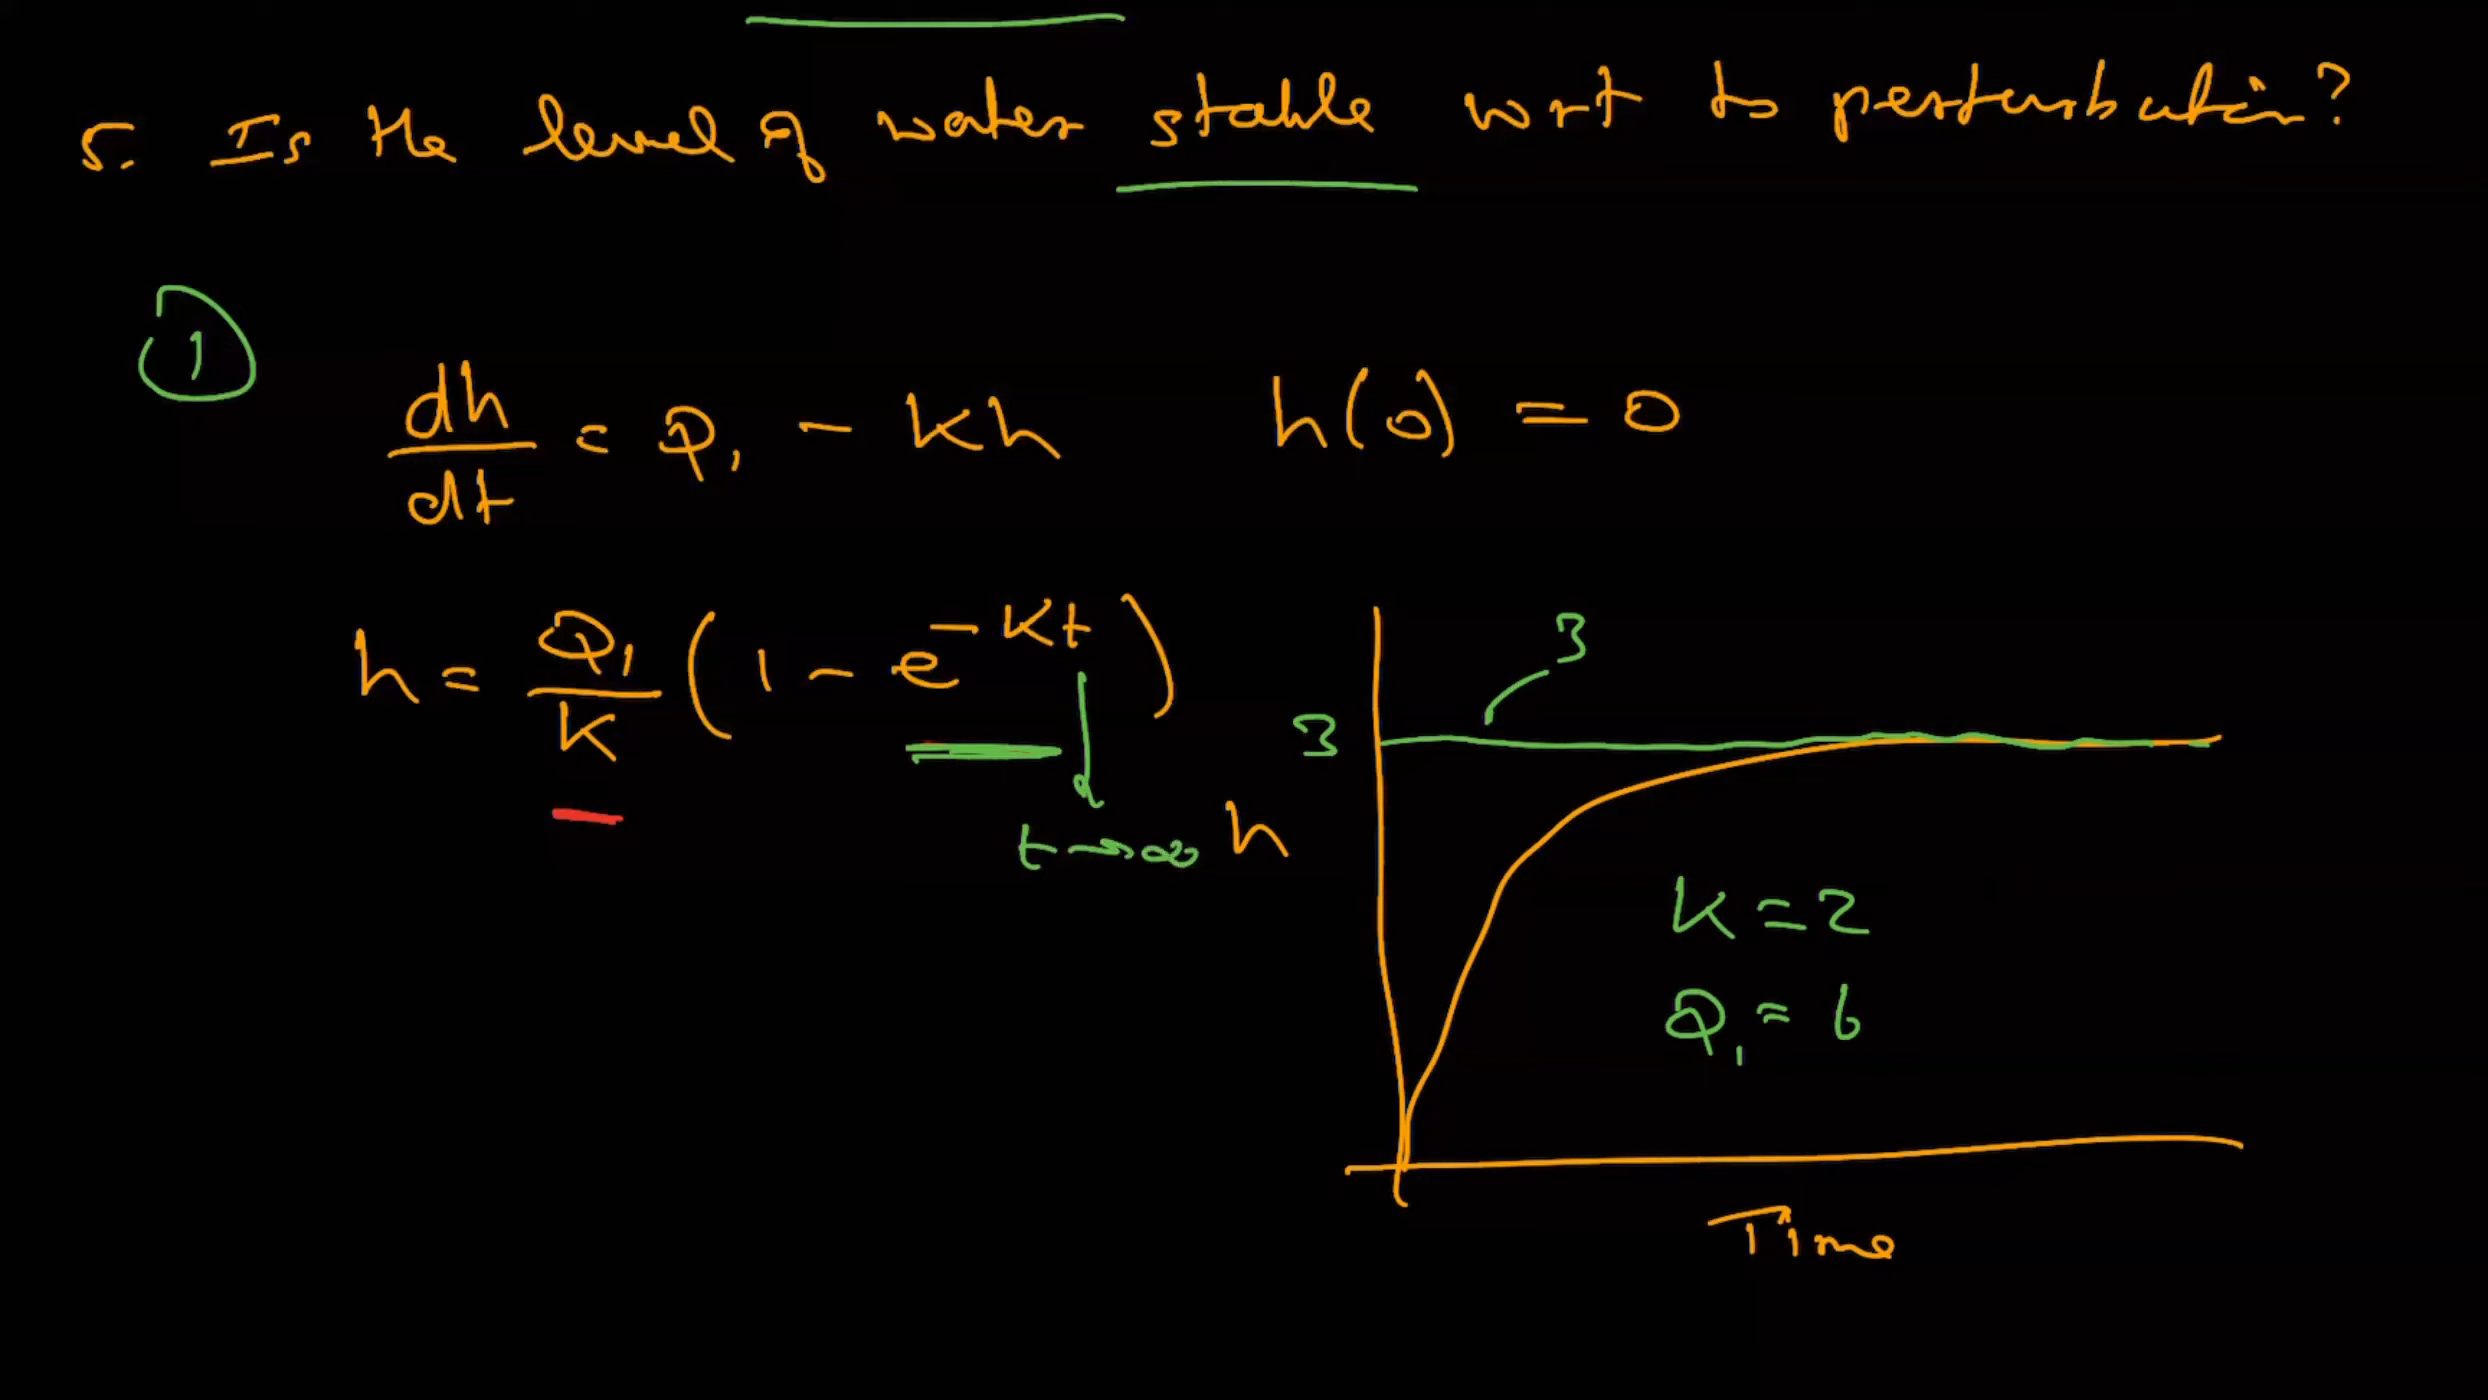 5. Is the level of water stable wrt to perturbation?
1
dh/dt = Q₁ - Kh h(0) = 0
h = Q₁/K (1 - e^-Kt)
t→∞
h
3
3
K = 2
Q₁ = 6
Time